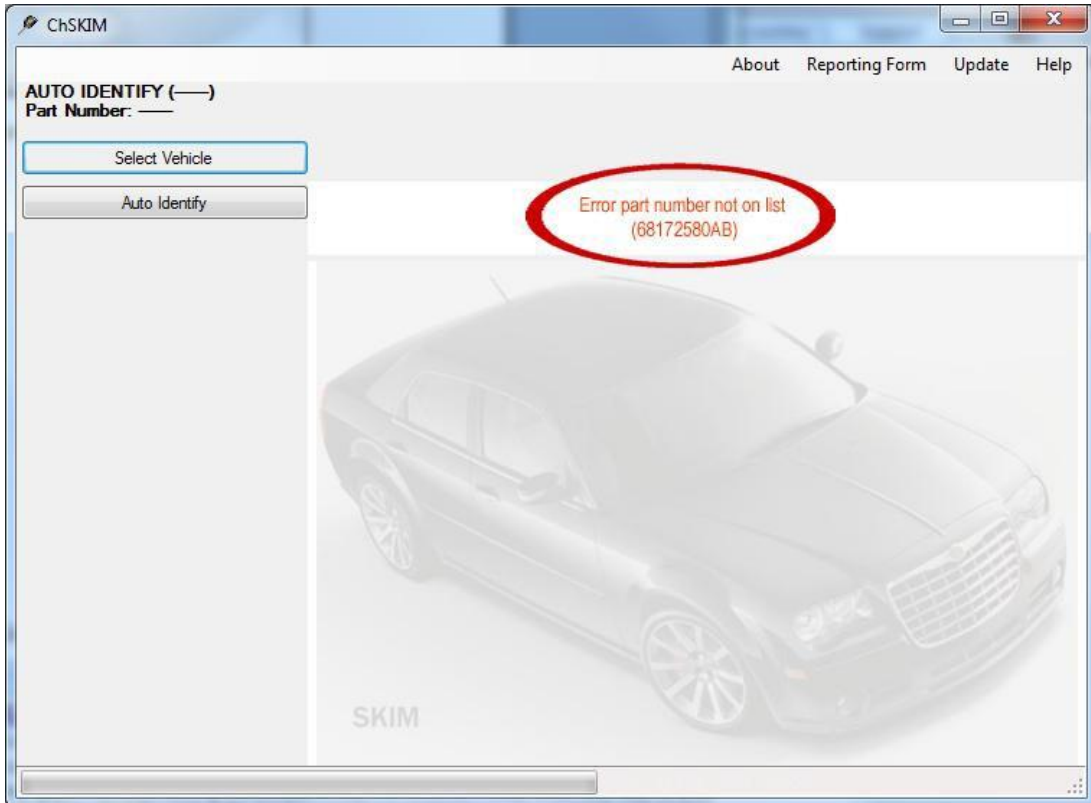 ChSKIM
About Reporting Form Update Help
AUTO IDENTIFY (——)
Part Number: ——
Select Vehicle
Auto Identify
Error part number not on list
(68172580AB)
SKIM